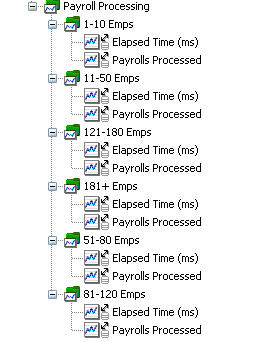 Payroll Processing
1-10 Emps
Elapsed Time (ms)
Payrolls Processed
11-50 Emps
Elapsed Time (ms)
Payrolls Processed
121-180 Emps
Elapsed Time (ms)
Payrolls Processed
181+ Emps
Elapsed Time (ms)
Payrolls Processed
51-80 Emps
Elapsed Time (ms)
Payrolls Processed
81-120 Emps
Elapsed Time (ms)
Payrolls Processed